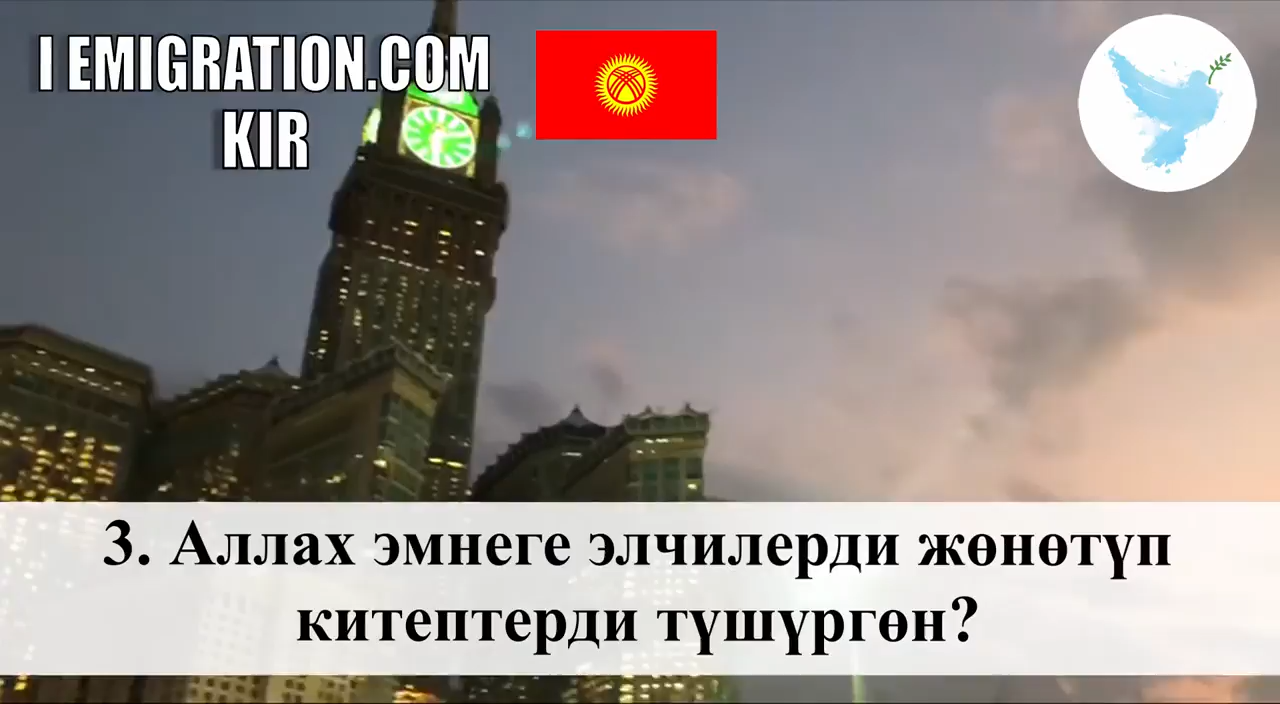 I EMIGRATION.COM
KIR
3. Аллах эмнеге элчилерди жөнөтүп
китептерди түшүргөн?